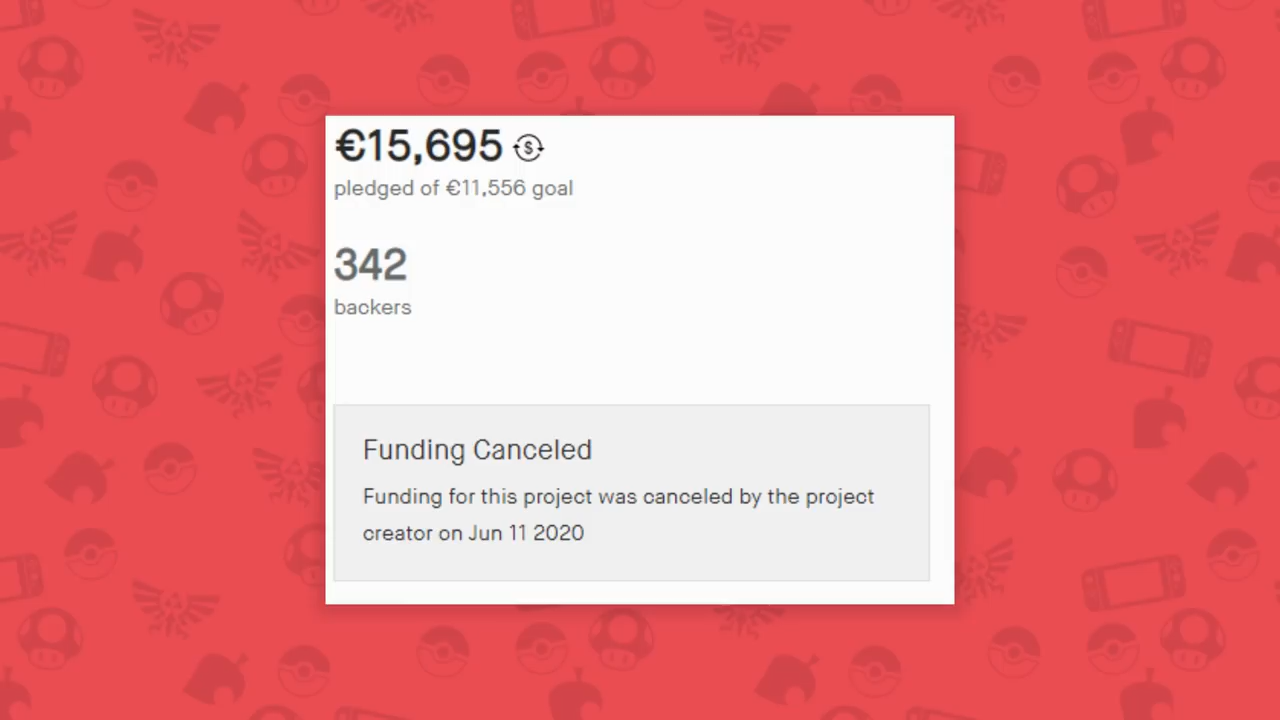 €15,695
pledged of €11,556 goal
342
backers
Funding Canceled
Funding for this project was canceled by the project
creator on Jun 11 2020